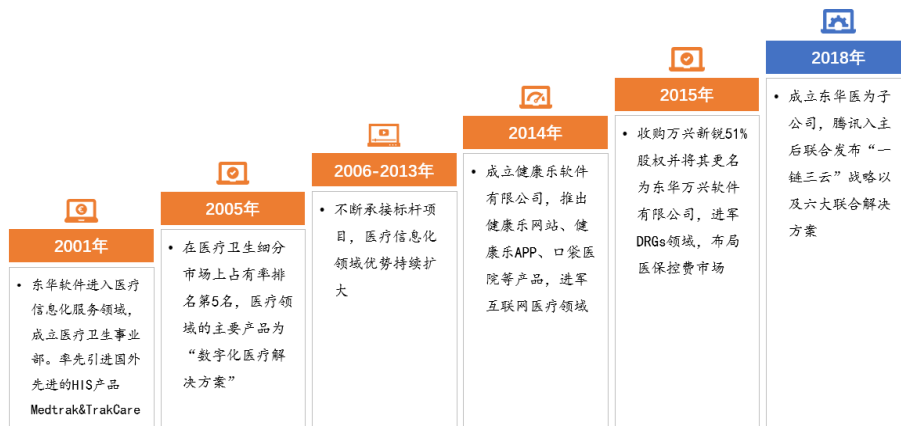 2001年
• 东华软件进入医疗
信息化服务领域,
成立医疗卫生事业
部。率先引进国外
先进的HIS产品
Medtrak&TrakCare
2005年
• 在医疗卫生细分
市场上占有率排
名第5名，医疗领
域的主要产品为
“数字化医疗解
决方案”
2006-2013年
• 不断承接标杆项
目，医疗信息化
领域优势持续扩
大
2014年
• 成立健康乐软件
有限公司，推出
健康乐网站、健
康乐APP、口袋医
院等产品，进军
互联网医疗领域
2015年
• 收购万兴新锐51%
股权并将其更名
为东华万兴软件
有限公司，进军
DRGs领域，布局
医保控费市场
2018年
• 成立东华医为子
公司，腾讯入主
后联合发布“一
链三云”战略以
及六大联合解决
方案